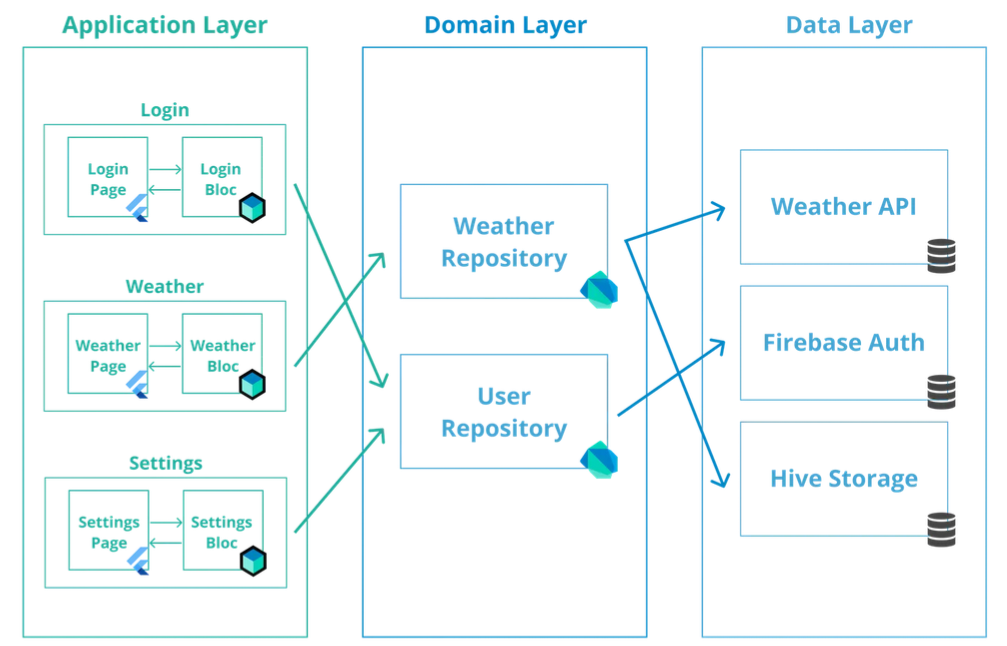 Application Layer
Domain Layer
Data Layer
Login
Login
Page
Login
Bloc
Weather
Weather
Page
Weather
Bloc
Settings
Settings
Page
Settings
Bloc
Weather
Repository
User
Repository
Weather API
Firebase Auth
Hive Storage